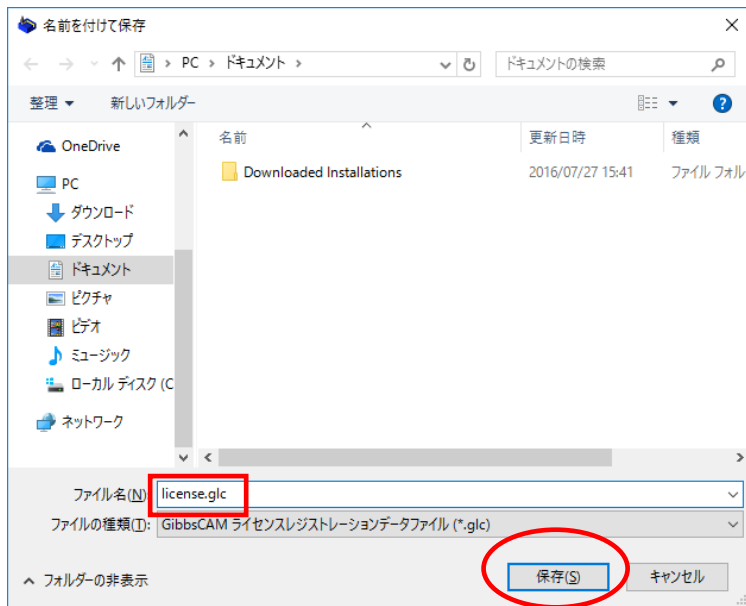 名前を付けて保存
PC > ドキュメント >
ドキュメントの検索
整理
新しいフォルダー
名前
更新日時
種類
OneDrive
PC
ダウンロード
デスクトップ
ドキュメント
ピクチャ
ビデオ
ミュージック
ローカル ディスク (C
ネットワーク
Downloaded Installations
2016/07/27 15:41
ファイル フォル
ファイル名(N):
license.glc
ファイルの種類(T):
GibbsCAM ライセンスレジストレーションデータファイル (*.glc)
フォルダーの非表示
保存(S)
キャンセル